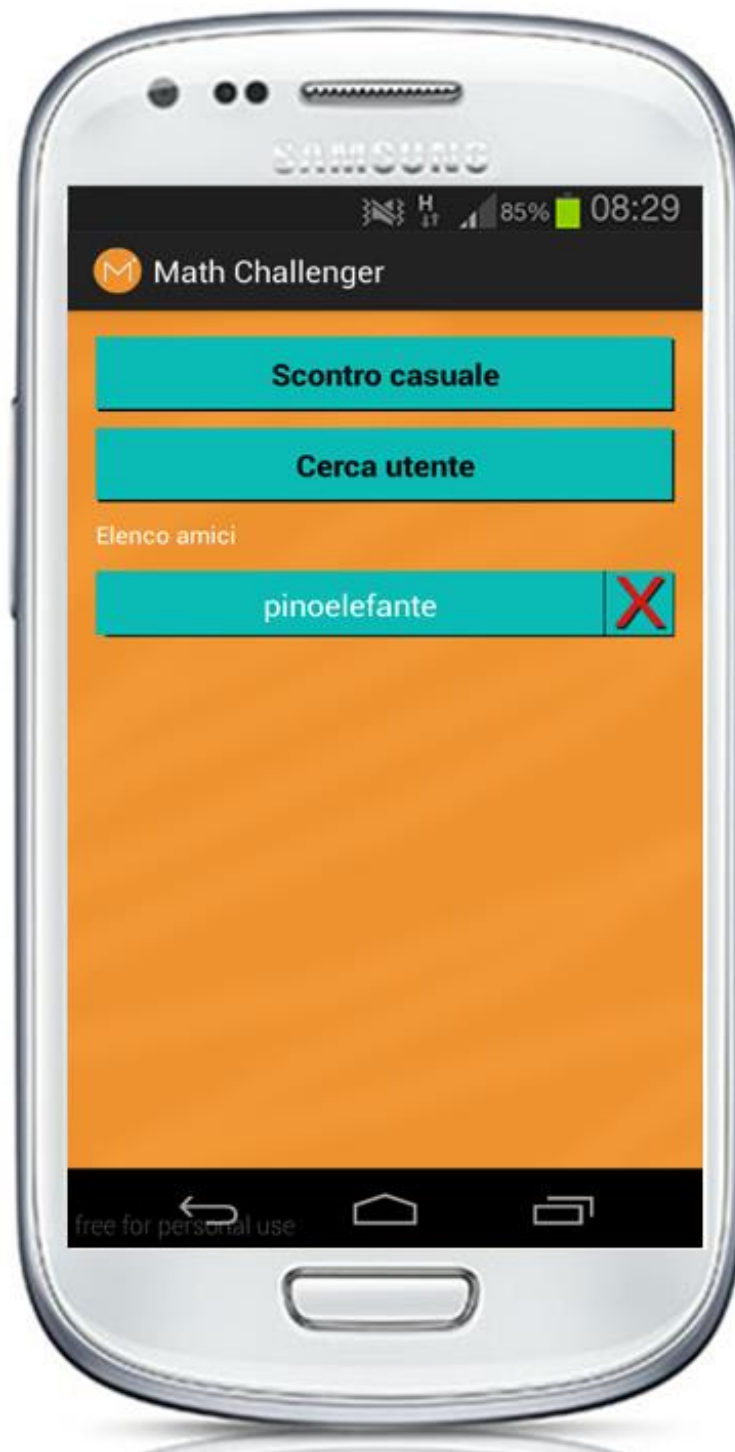 SAMSUNG
H 85% 08:29
Math Challenger
Scontro casuale
Cerca utente
Elenco amici
pinoelefante X
free for personal use